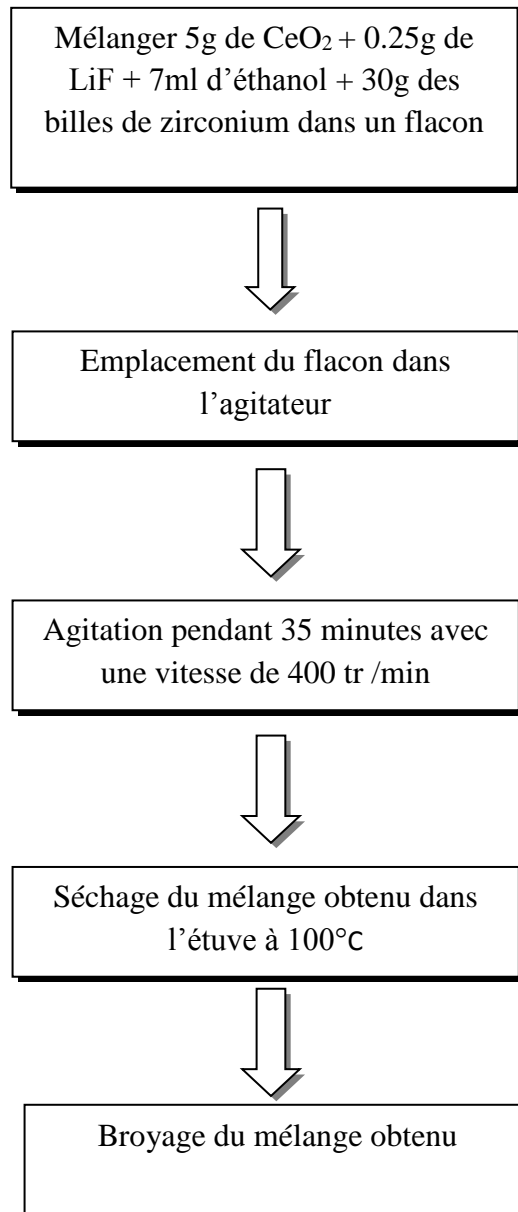 Mélanger 5g de CeO₂ + 0.25g de
LiF + 7ml d’éthanol + 30g des
billes de zirconium dans un flacon
Emplacement du flacon dans
l’agitateur
Agitation pendant 35 minutes avec
une vitesse de 400 tr /min
Séchage du mélange obtenu dans
l’étuve à 100°C
Broyage du mélange obtenu